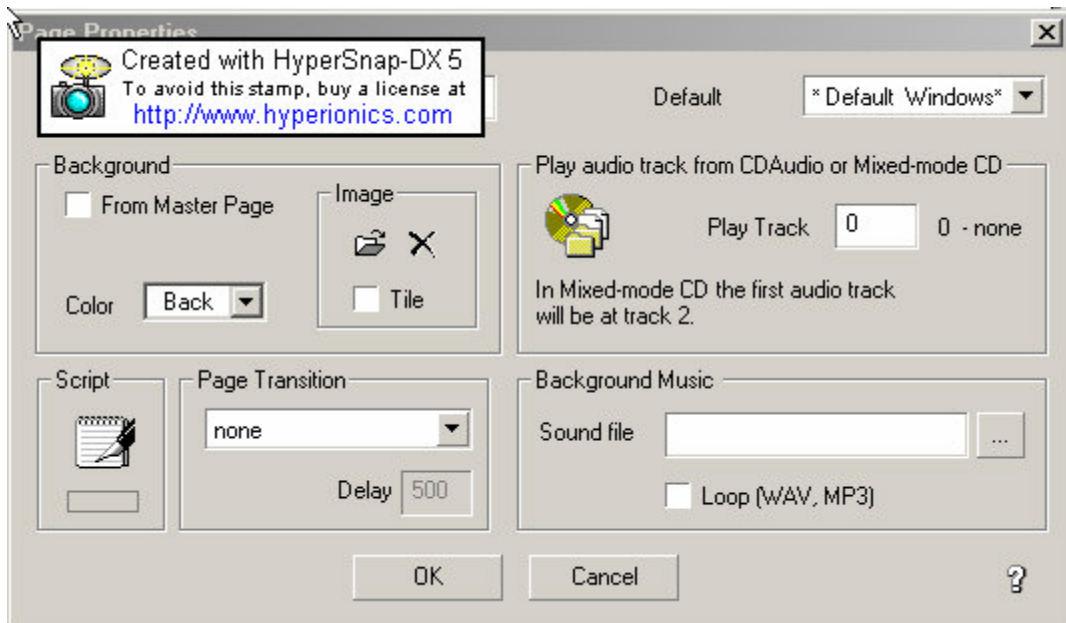 Page Properties
Created with HyperSnap-DX 5
To avoid this stamp, buy a license at
http://www.hyperionics.com
Default
* Default Windows*
Background
From Master Page
Image
Color
Back
Tile
Play audio track from CDAudio or Mixed-mode CD
Play Track
0
0 - none
In Mixed-mode CD the first audio track
will be at track 2.
Script
Page Transition
none
Delay
500
Background Music
Sound file
...
Loop (WAV, MP3)
OK
Cancel
?